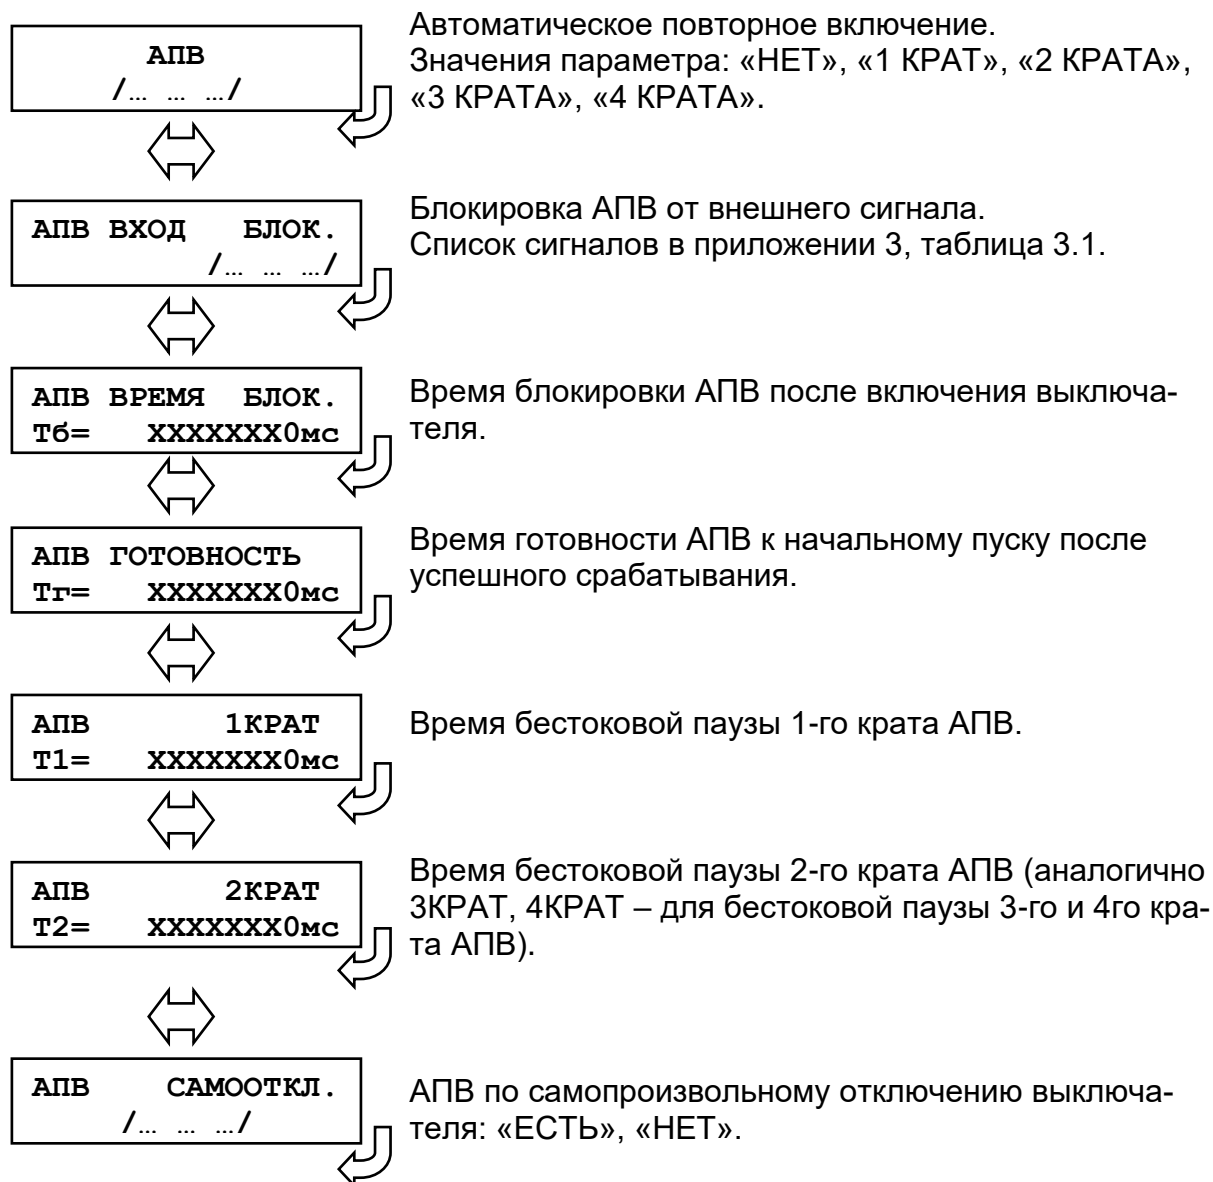 АПВ
/… … …/
Автоматическое повторное включение.
Значения параметра: «НЕТ», «1 КРАТ», «2 КРАТА»,
«3 КРАТА», «4 КРАТА».
АПВ ВХОД БЛОК.
/… … …/
Блокировка АПВ от внешнего сигнала.
Список сигналов в приложении 3, таблица 3.1.
АПВ ВРЕМЯ БЛОК.
Тб= ХХХХХХХ0мс
Время блокировки АПВ после включения выключа-
теля.
АПВ ГОТОВНОСТЬ
Тг= ХХХХХХХ0мс
Время готовности АПВ к начальному пуску после
успешного срабатывания.
АПВ 1КРАТ
Т1= ХХХХХХХ0мс
Время бестоковой паузы 1-го крата АПВ.
АПВ 2КРАТ
Т2= ХХХХХХХ0мс
Время бестоковой паузы 2-го крата АПВ (аналогично
3КРАТ, 4КРАТ – для бестоковой паузы 3-го и 4го кра-
та АПВ).
АПВ САМООТКЛ.
/… … …/
АПВ по самопроизвольному отключению выключа-
теля: «ЕСТЬ», «НЕТ».